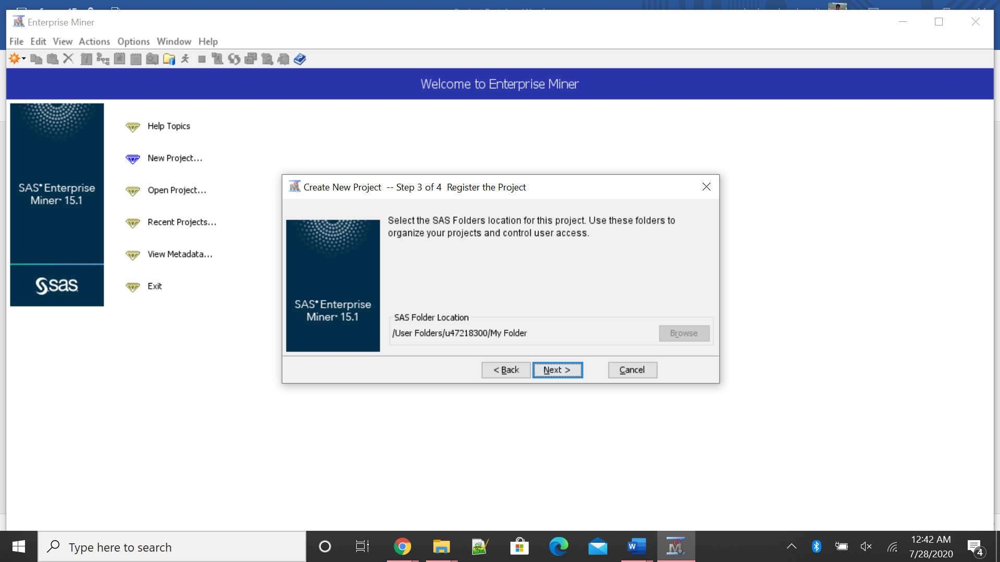 Enterprise Miner
File Edit View Actions Options Window Help
Welcome to Enterprise Miner
SAS® Enterprise
Miner™ 15.1
sas
Help Topics
New Project...
Open Project...
Recent Projects...
View Metadata...
Exit
Create New Project -- Step 3 of 4 Register the Project
Select the SAS Folders location for this project. Use these folders to
organize your projects and control user access.
SAS® Enterprise
Miner™ 15.1
SAS Folder Location
/User Folders/u47218300/My Folder
Browse
< Back
Next >
Cancel
Type here to search
12:42 AM
7/28/2020
4